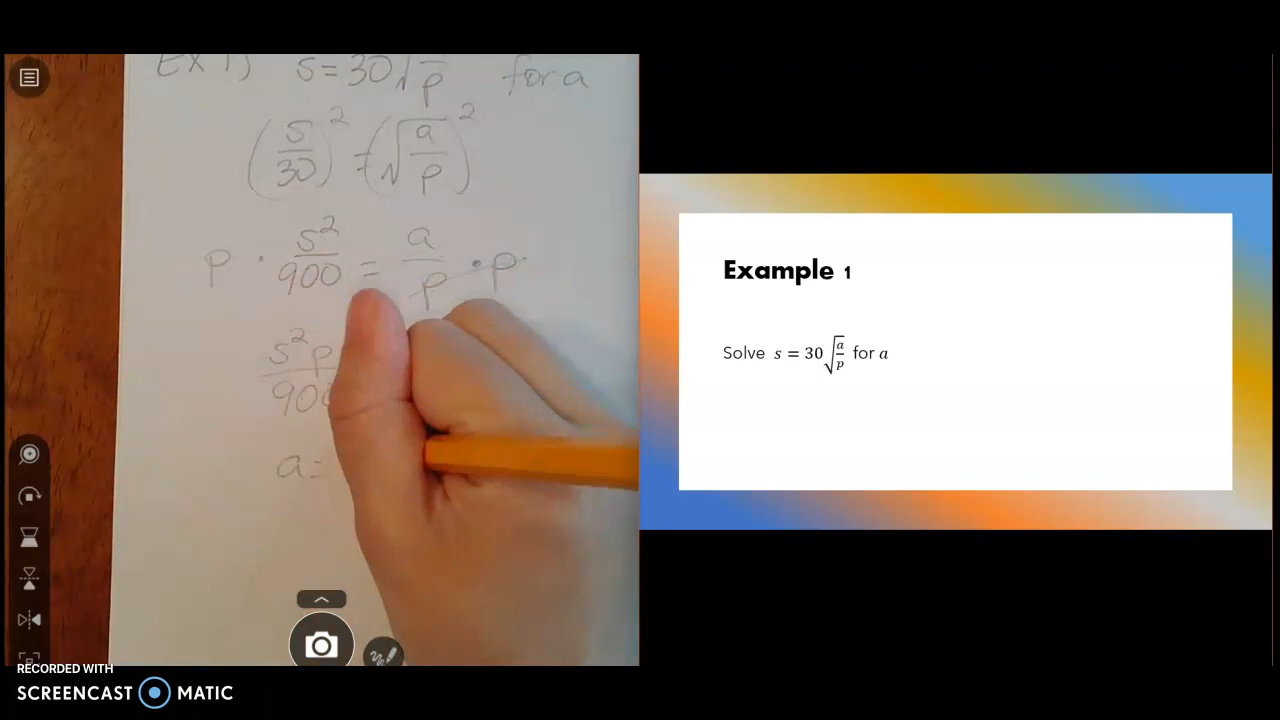 Ex 1) s = 30√ p for a
(s/30)² = (√a/p)²
p · s²/900 = a/p · p
s²p
900
a =
Example 1
Solve s = 30√a/p for a
RECORDED WITH
SCREENCAST MATIC